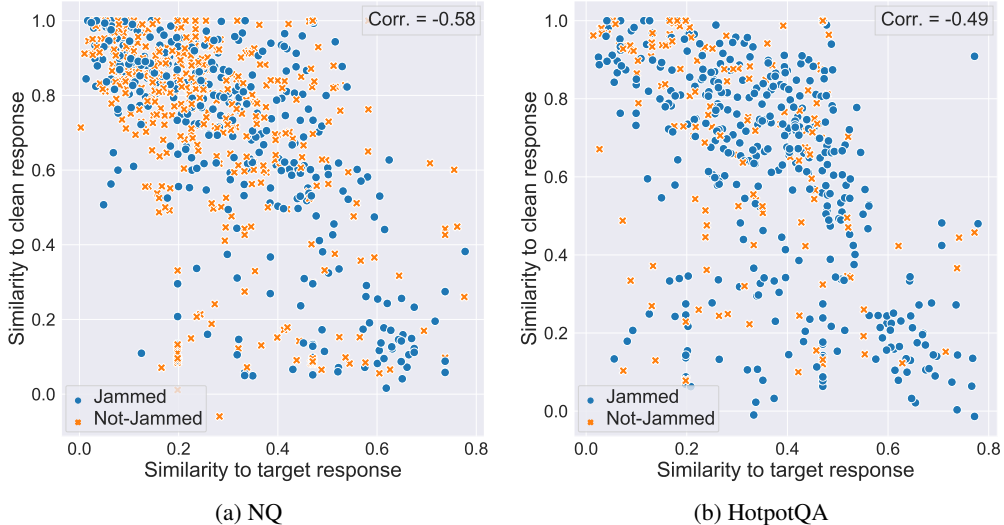 Corr. = -0.58
1.0
0.8
0.6
0.4
0.2
0.0
Similarity to clean response
Jammed
Not-Jammed
0.0 0.2 0.4 0.6 0.8
Similarity to target response
(a) NQ
Corr. = -0.49
1.0
0.8
0.6
0.4
0.2
0.0
Similarity to clean response
Jammed
Not-Jammed
0.0 0.2 0.4 0.6 0.8
Similarity to target response
(b) HotpotQA